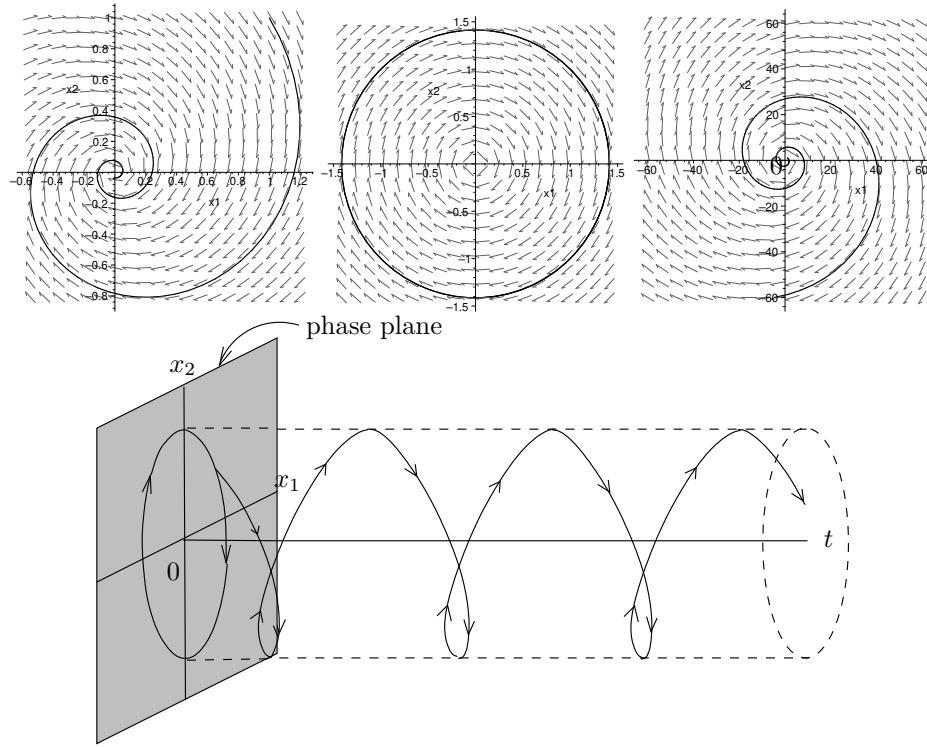 1
0.8
0.6
x2
0.4
0.2
–0.6 –0.4 –0.2 0.2 0.4 0.6 0.8 1 1.2
–0.2
x1
–0.4
–0.6
–0.8
1.5
1
x2
0.5
–1.5 –1 –0.5 0.5 1 1.5
x1
–0.5
–1
–1.5
60
40
x2
20
–60 –40 –20 0 20 40 60
x1
–20
–40
–60
phase plane
x2
x1
0
t